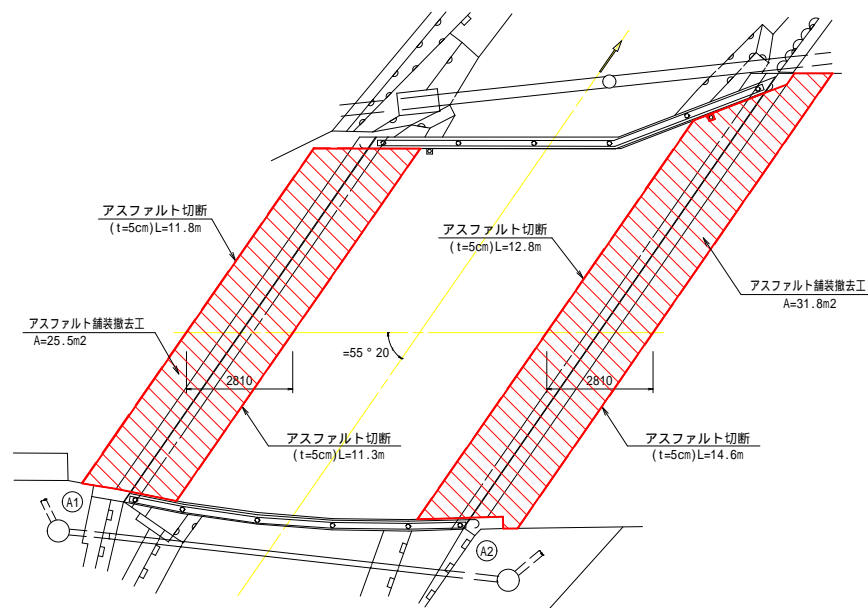 アスファルト切断
(t=5cm)L=11.8m
アスファルト切断
(t=5cm)L=12.8m
アスファルト舗装撤去工
A=31.8m2
アスファルト舗装撤去工
A=25.5m2
=55°20
2810
2810
アスファルト切断
(t=5cm)L=11.3m
アスファルト切断
(t=5cm)L=14.6m
A1
A2